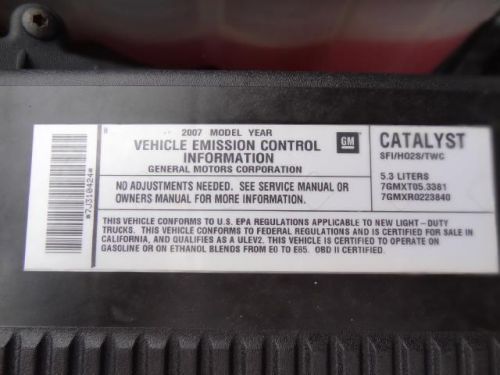 2007 MODEL YEAR
VEHICLE EMISSION CONTROL
INFORMATION
GENERAL MOTORS CORPORATION
GM
NO ADJUSTMENTS NEEDED. SEE SERVICE MANUAL OR
OWNERS MANUAL FOR MORE INFORMATION.
CATALYST
SFI/HO2S/TWC
5.3 LITERS
7GMXT05.3381
7GMXR0223840
THIS VEHICLE CONFORMS TO U.S. EPA REGULATIONS APPLICABLE TO NEW LIGHT-DUTY
TRUCKS. THIS VEHICLE CONFORMS TO FEDERAL REGULATIONS AND IS CERTIFIED FOR SALE IN
CALIFORNIA, AND QUALIFIES AS A ULEV2. THIS VEHICLE IS CERTIFIED TO OPERATE ON
GASOLINE OR ON ETHANOL BLENDS FROM E0 TO E85. OBD II CERTIFIED.
*7J310424*